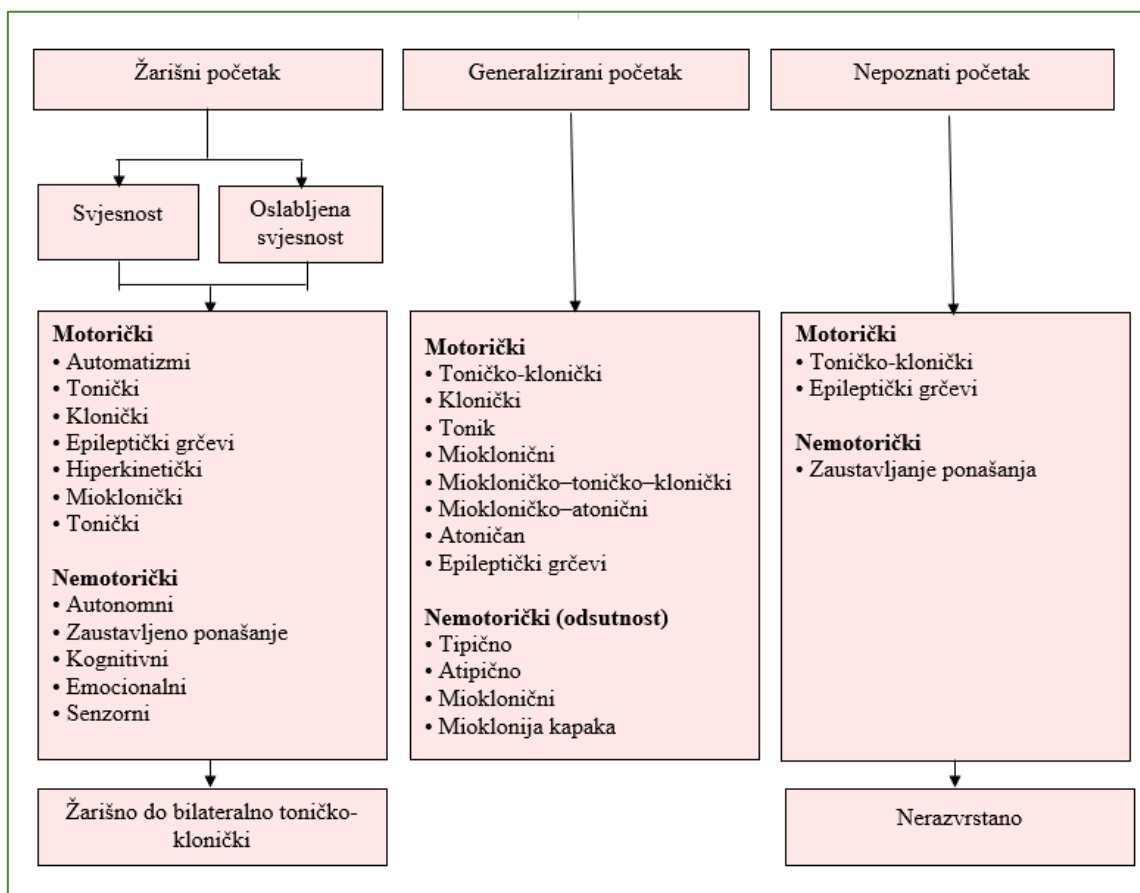 Žarišni početak
Generalizirani početak
Nepoznati početak
Svjesnost
Oslabljena
svjesnost
Motorički
• Automatizmi
• Tonički
• Klonički
• Epileptički grčevi
• Hiperkinetički
• Mioklonički
• Tonički
Nemotorički
• Autonomni
• Zaustavljeno ponašanje
• Kognitivni
• Emocionalni
• Senzorni
Motorički
• Toničko-klonički
• Klonički
• Tonik
• Mioklonični
• Miokloničko–toničko–klonički
• Miokloničko–atonični
• Atoničan
• Epileptički grčevi
Nemotorički (odsutnost)
• Tipično
• Atipično
• Mioklonični
• Mioklonija kapaka
Motorički
• Toničko-klonički
• Epileptički grčevi
Nemotorički
• Zaustavljanje ponašanja
Žarišno do bilateralno toničko-
klonički
Nerazvrstano